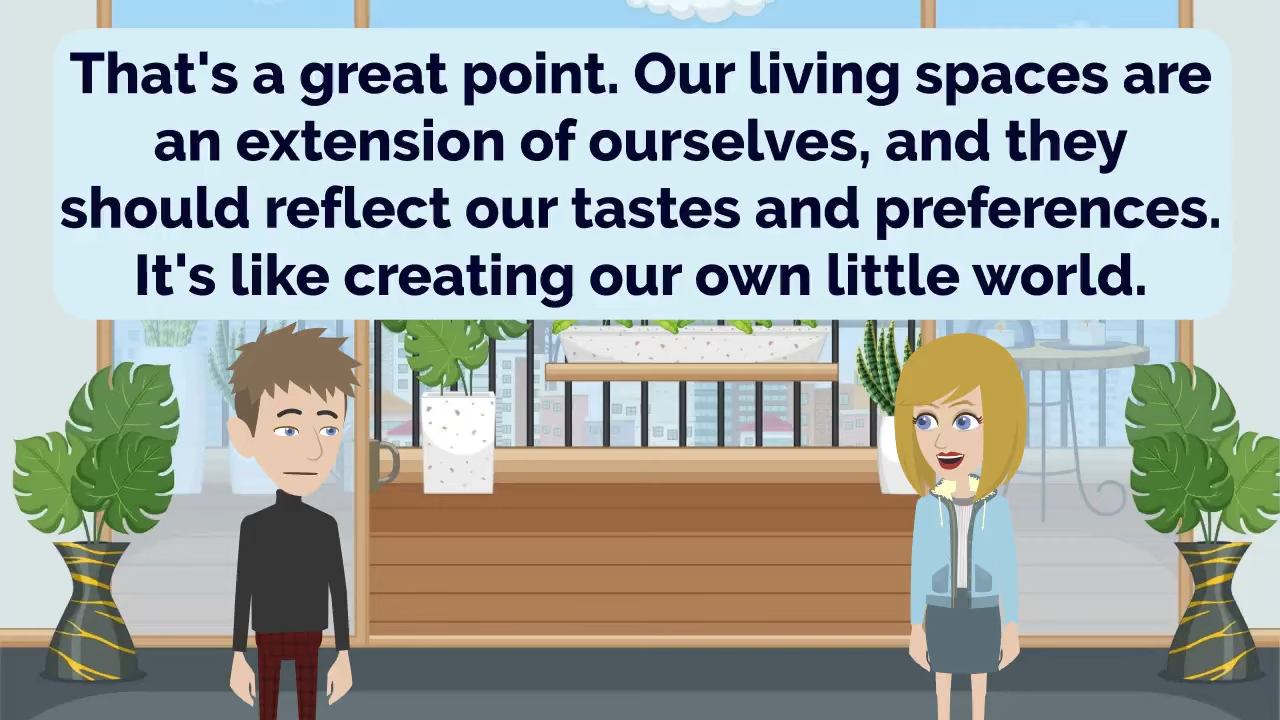 That's a great point. Our living spaces are
an extension of ourselves, and they
should reflect our tastes and preferences.
It's like creating our own little world.